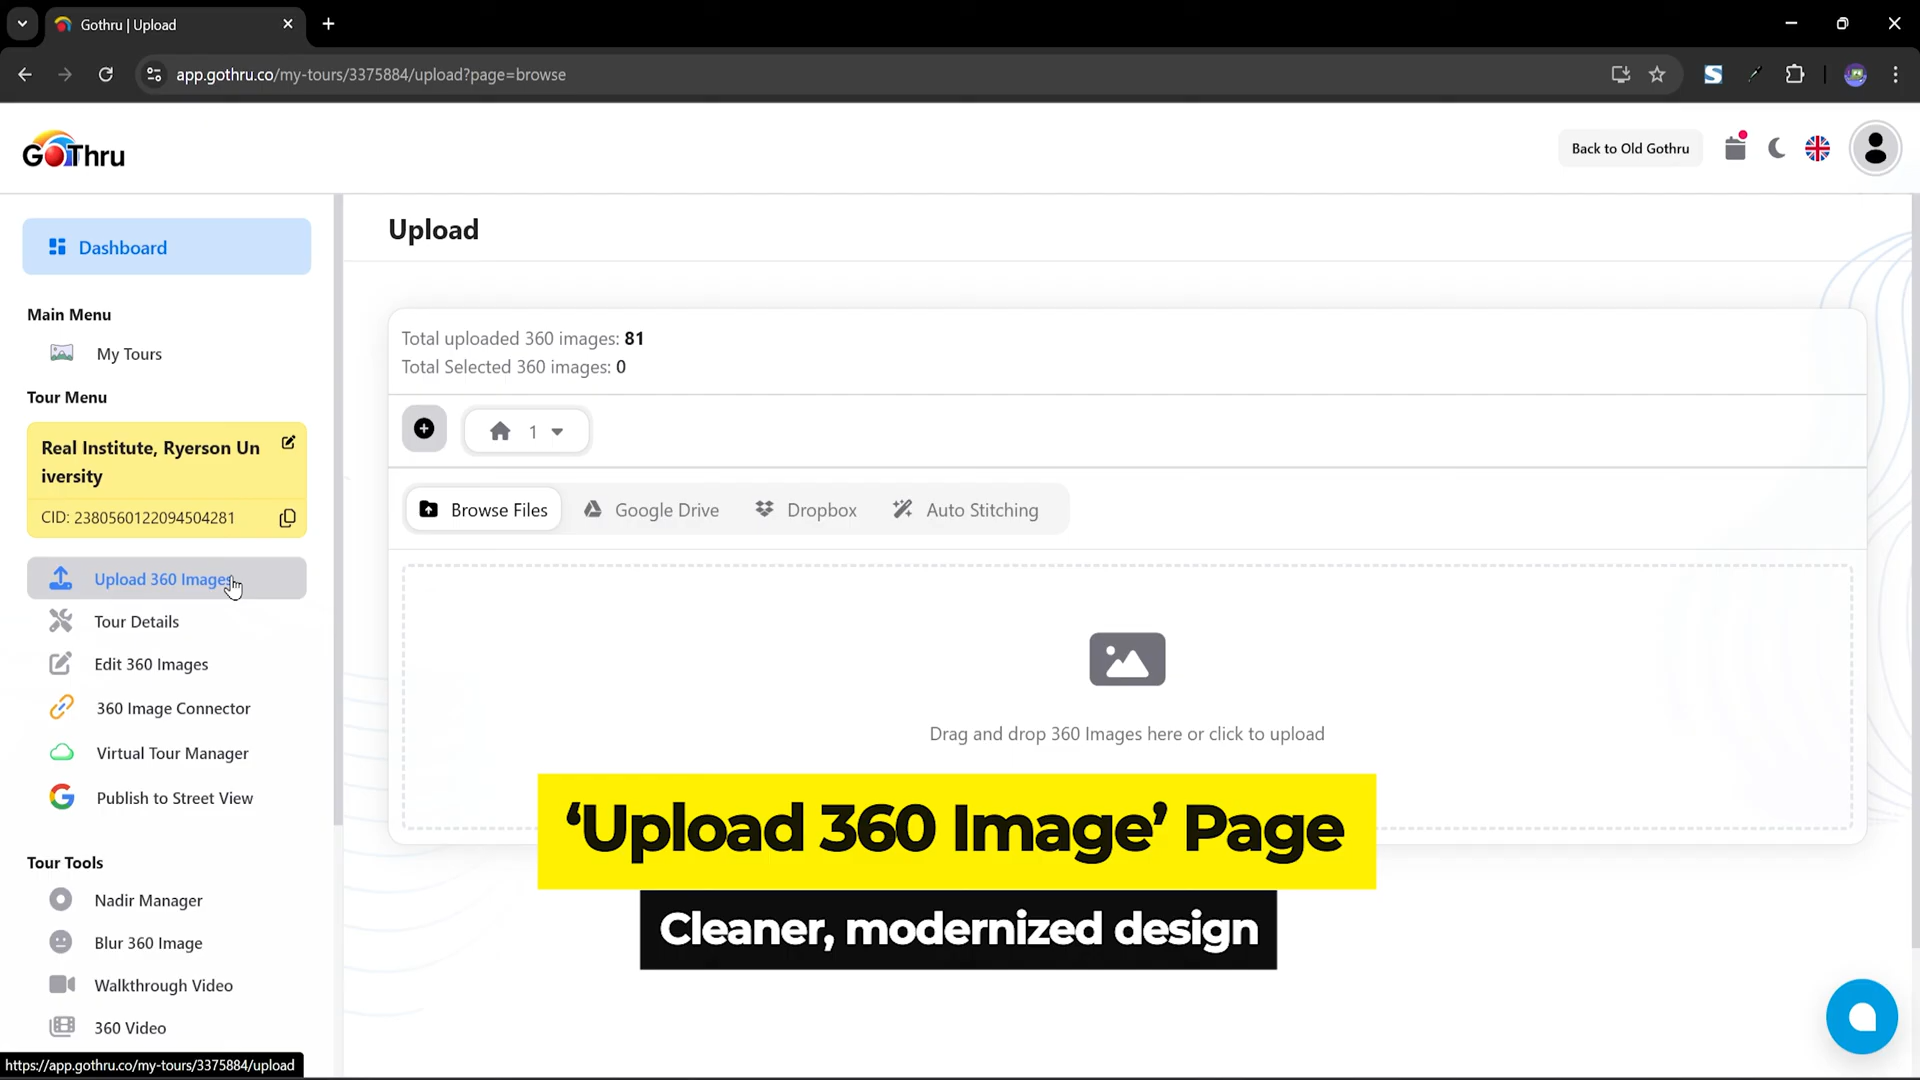 Gothru | Upload
app.gothru.co/my-tours/3375884/upload?page=browse
GoThru
Back to Old Gothru
Dashboard
Main Menu
My Tours
Tour Menu
Real Institute, Ryerson Un
iversity
CID: 2380560122094504281
Upload 360 Images
Tour Details
Edit 360 Images
360 Image Connector
Virtual Tour Manager
Publish to Street View
Tour Tools
Nadir Manager
Blur 360 Image
Walkthrough Video
360 Video
https://app.gothru.co/my-tours/3375884/upload
Upload
Total uploaded 360 images: 81
Total Selected 360 images: 0
1
Browse Files
Google Drive
Dropbox
Auto Stitching
Drag and drop 360 Images here or click to upload
‘Upload 360 Image’ Page
Cleaner, modernized design